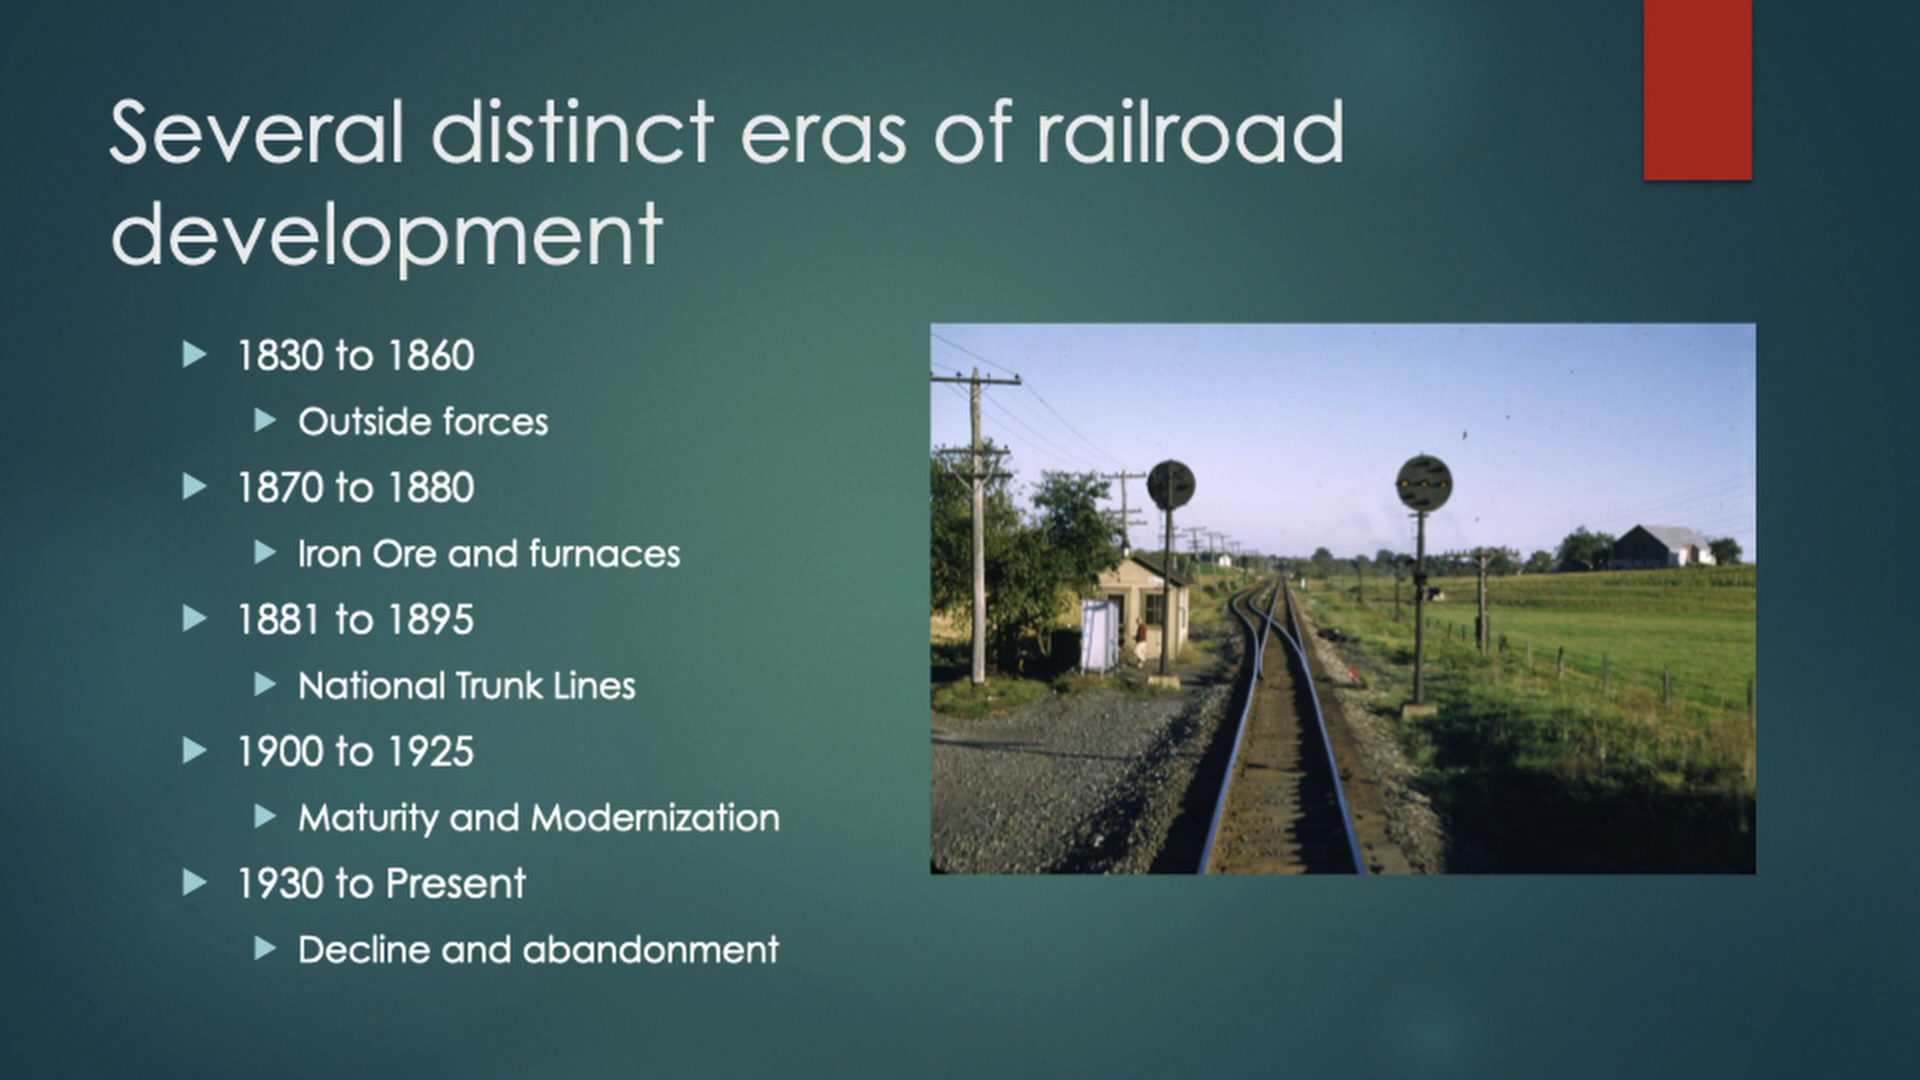 Several distinct eras of railroad
development
1830 to 1860
Outside forces
1870 to 1880
Iron Ore and furnaces
1881 to 1895
National Trunk Lines
1900 to 1925
Maturity and Modernization
1930 to Present
Decline and abandonment